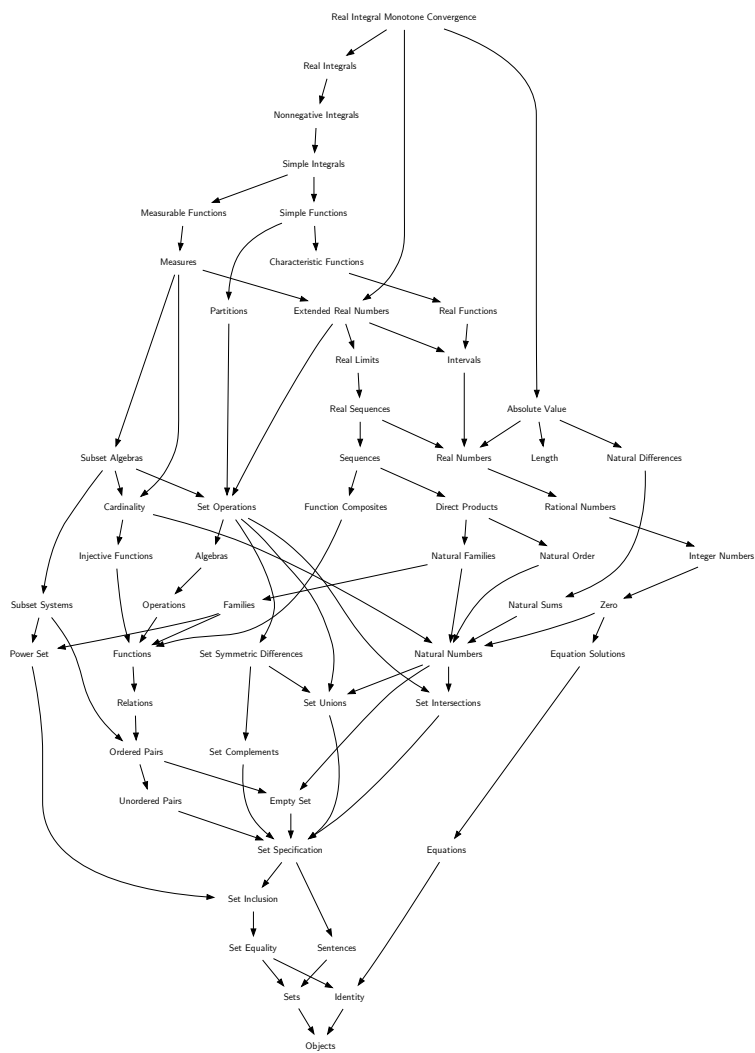 Real Integral Monotone Convergence
Real Integrals
Nonnegative Integrals
Simple Integrals
Measurable Functions
Simple Functions
Measures
Characteristic Functions
Partitions
Extended Real Numbers
Real Functions
Real Limits
Intervals
Real Sequences
Absolute Value
Subset Algebras
Sequences
Real Numbers
Length
Natural Differences
Cardinality
Set Operations
Function Composites
Direct Products
Rational Numbers
Injective Functions
Algebras
Natural Families
Natural Order
Integer Numbers
Subset Systems
Operations
Families
Natural Sums
Zero
Power Set
Functions
Set Symmetric Differences
Natural Numbers
Equation Solutions
Relations
Set Unions
Set Intersections
Ordered Pairs
Set Complements
Unordered Pairs
Empty Set
Set Specification
Equations
Set Inclusion
Set Equality
Sentences
Sets
Identity
Objects